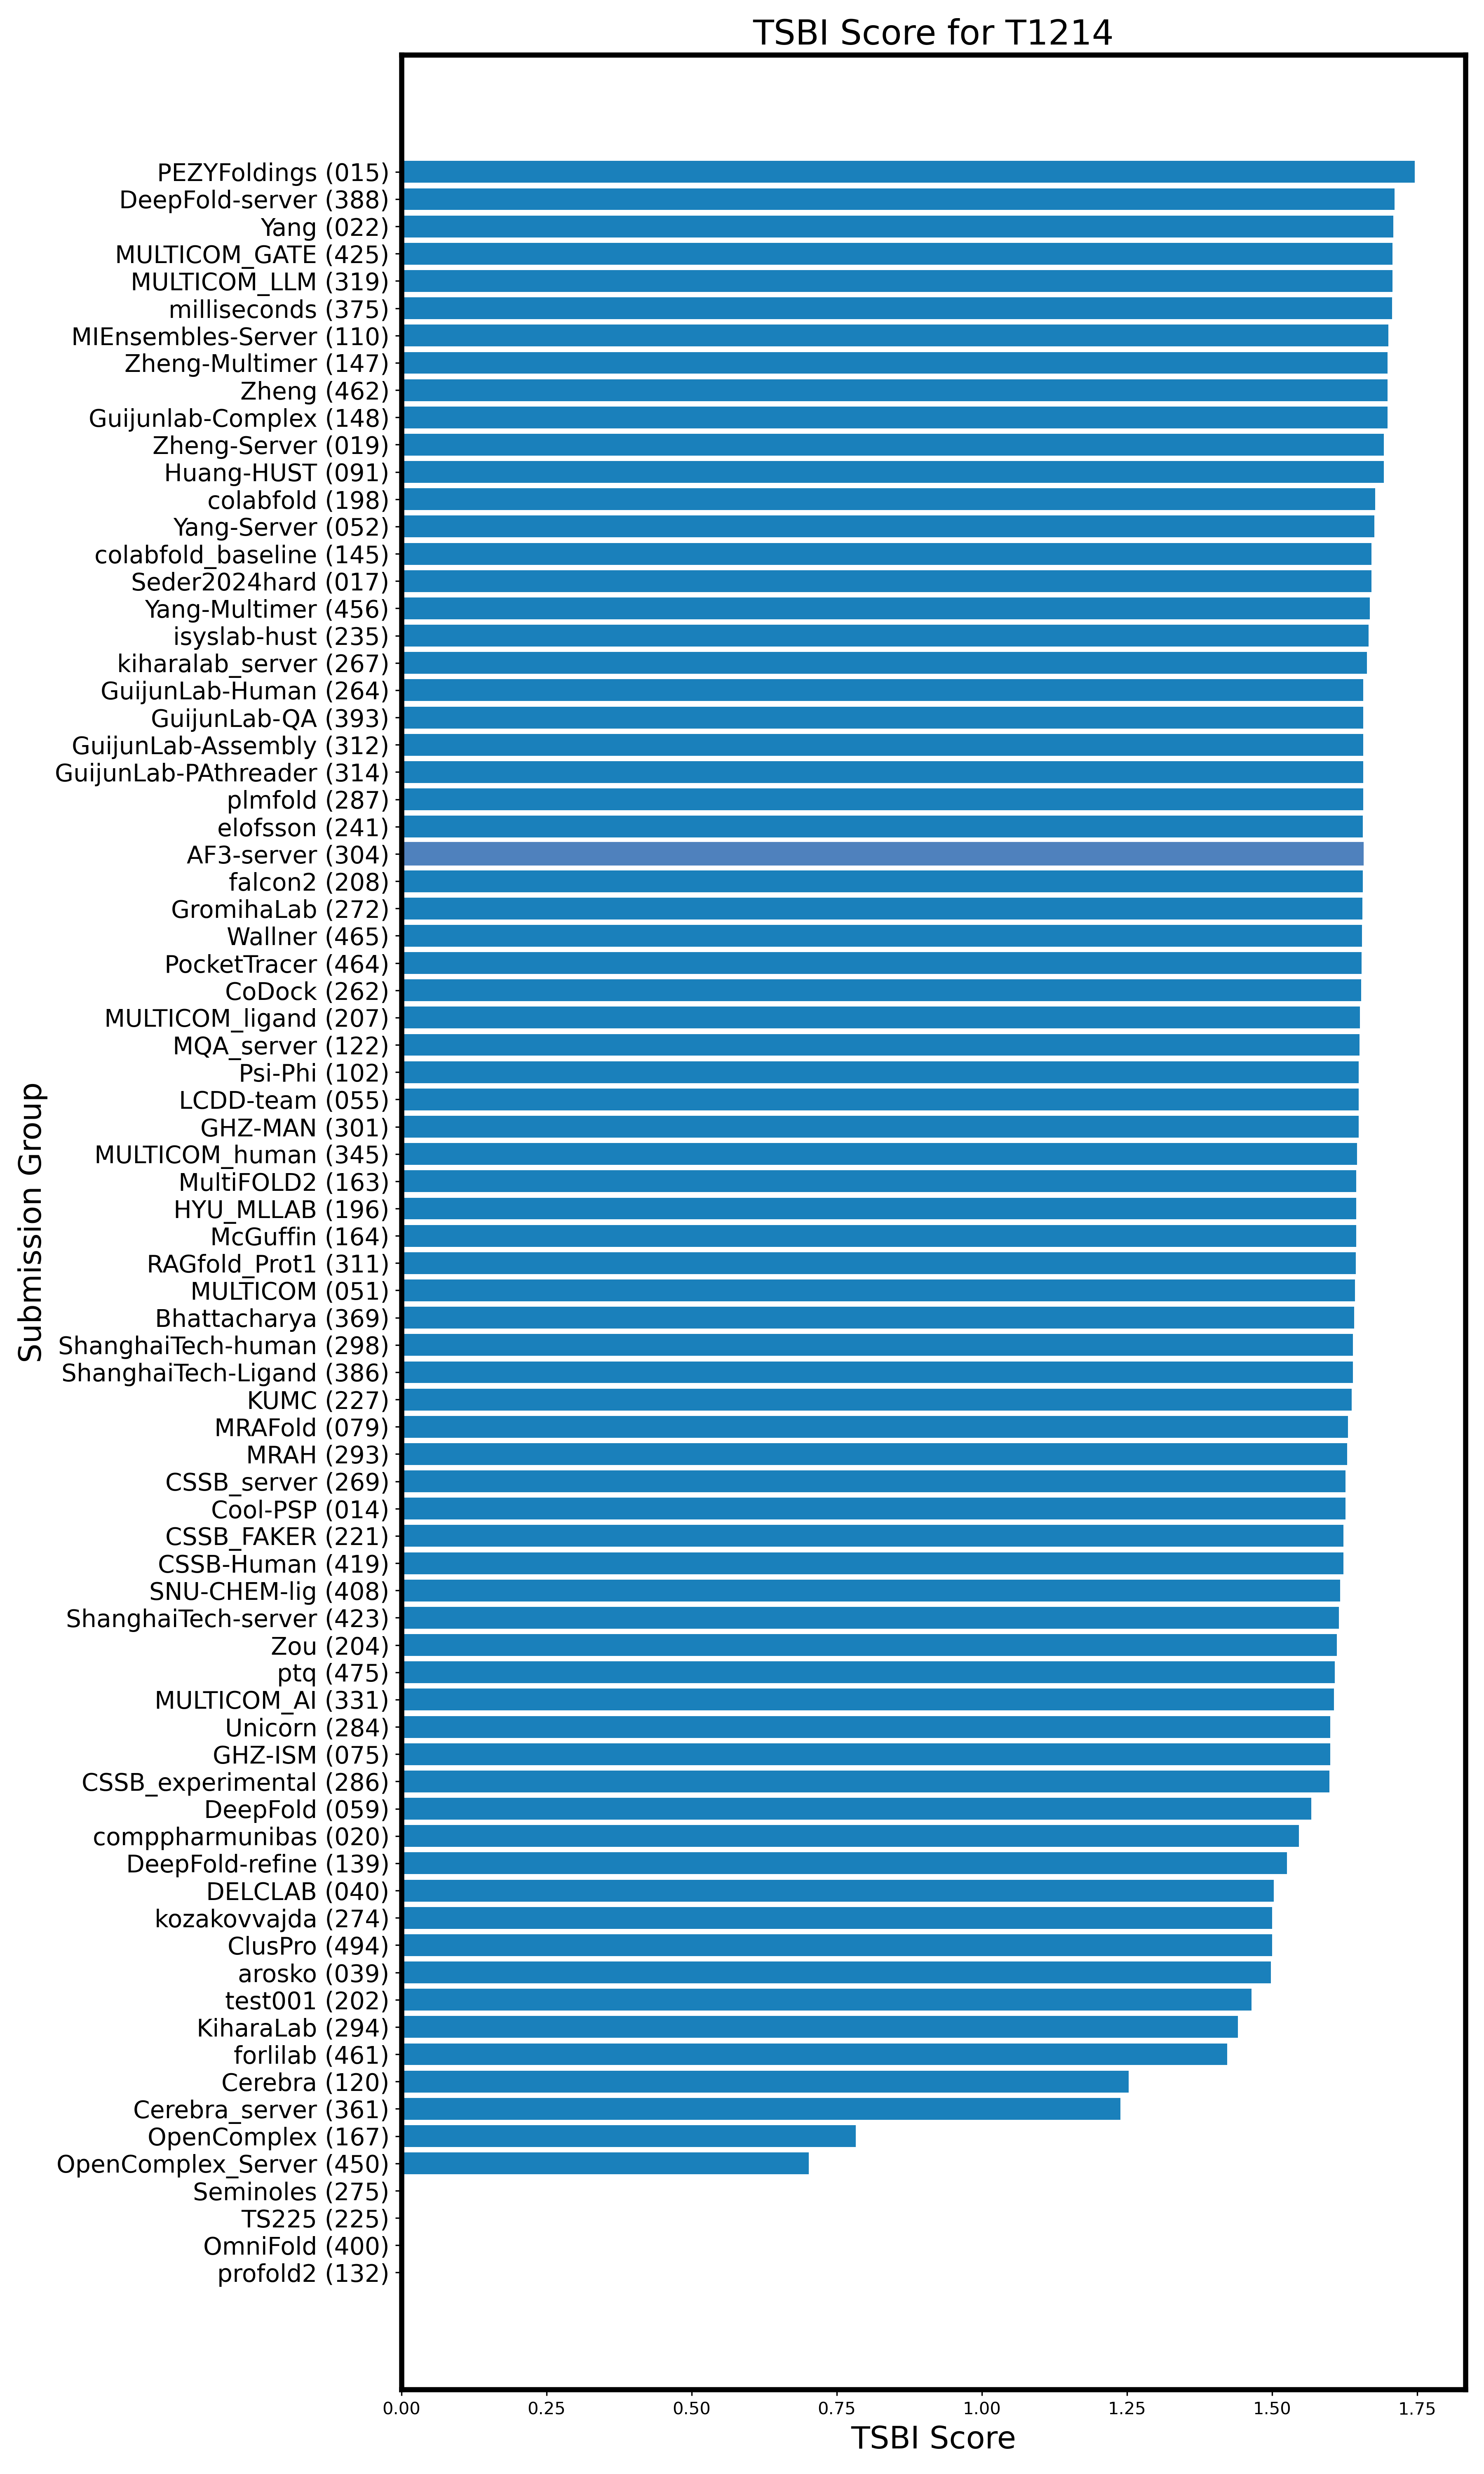 TSBI Score for T1214
PEZYFoldings (015)
DeepFold-server (388)
Yang (022)
MULTICOM_GATE (425)
MULTICOM_LLM (319)
milliseconds (375)
MIEnsembles-Server (110)
Zheng-Multimer (147)
Zheng (462)
Guijunlab-Complex (148)
Zheng-Server (019)
Huang-HUST (091)
colabfold (198)
Yang-Server (052)
colabfold_baseline (145)
Seder2024hard (017)
Yang-Multimer (456)
isyslab-hust (235)
kiharalab_server (267)
GuijunLab-Human (264)
GuijunLab-QA (393)
GuijunLab-Assembly (312)
GuijunLab-PAthreader (314)
plmfold (287)
elofsson (241)
AF3-server (304)
falcon2 (208)
GromihaLab (272)
Wallner (465)
PocketTracer (464)
CoDock (262)
MULTICOM_ligand (207)
MQA_server (122)
Psi-Phi (102)
LCDD-team (055)
GHZ-MAN (301)
MULTICOM_human (345)
MultiFOLD2 (163)
HYU_MLLAB (196)
McGuffin (164)
RAGfold_Prot1 (311)
MULTICOM (051)
Bhattacharya (369)
ShanghaiTech-human (298)
ShanghaiTech-Ligand (386)
KUMC (227)
MRAFold (079)
MRAH (293)
CSSB_server (269)
Cool-PSP (014)
CSSB_FAKER (221)
CSSB-Human (419)
SNU-CHEM-lig (408)
ShanghaiTech-server (423)
Zou (204)
ptq (475)
MULTICOM_AI (331)
Unicorn (284)
GHZ-ISM (075)
CSSB_experimental (286)
DeepFold (059)
comppharmunibas (020)
DeepFold-refine (139)
DELCLAB (040)
kozakovvajda (274)
ClusPro (494)
arosko (039)
test001 (202)
KiharaLab (294)
forlilab (461)
Cerebra (120)
Cerebra_server (361)
OpenComplex (167)
OpenComplex_Server (450)
Seminoles (275)
TS225 (225)
OmniFold (400)
profold2 (132)
Submission Group
0.00 0.25 0.50 0.75 1.00 1.25 1.50 1.75
TSBI Score